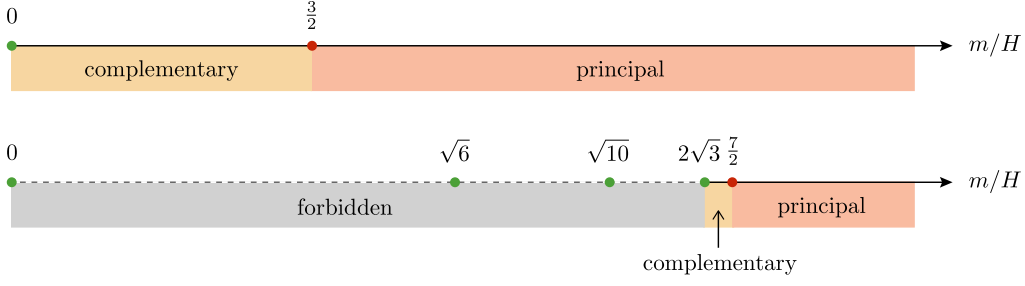 0 3/2
m/H
complementary principal
0 √6 √10 2√3 7/2
m/H
forbidden principal
complementary